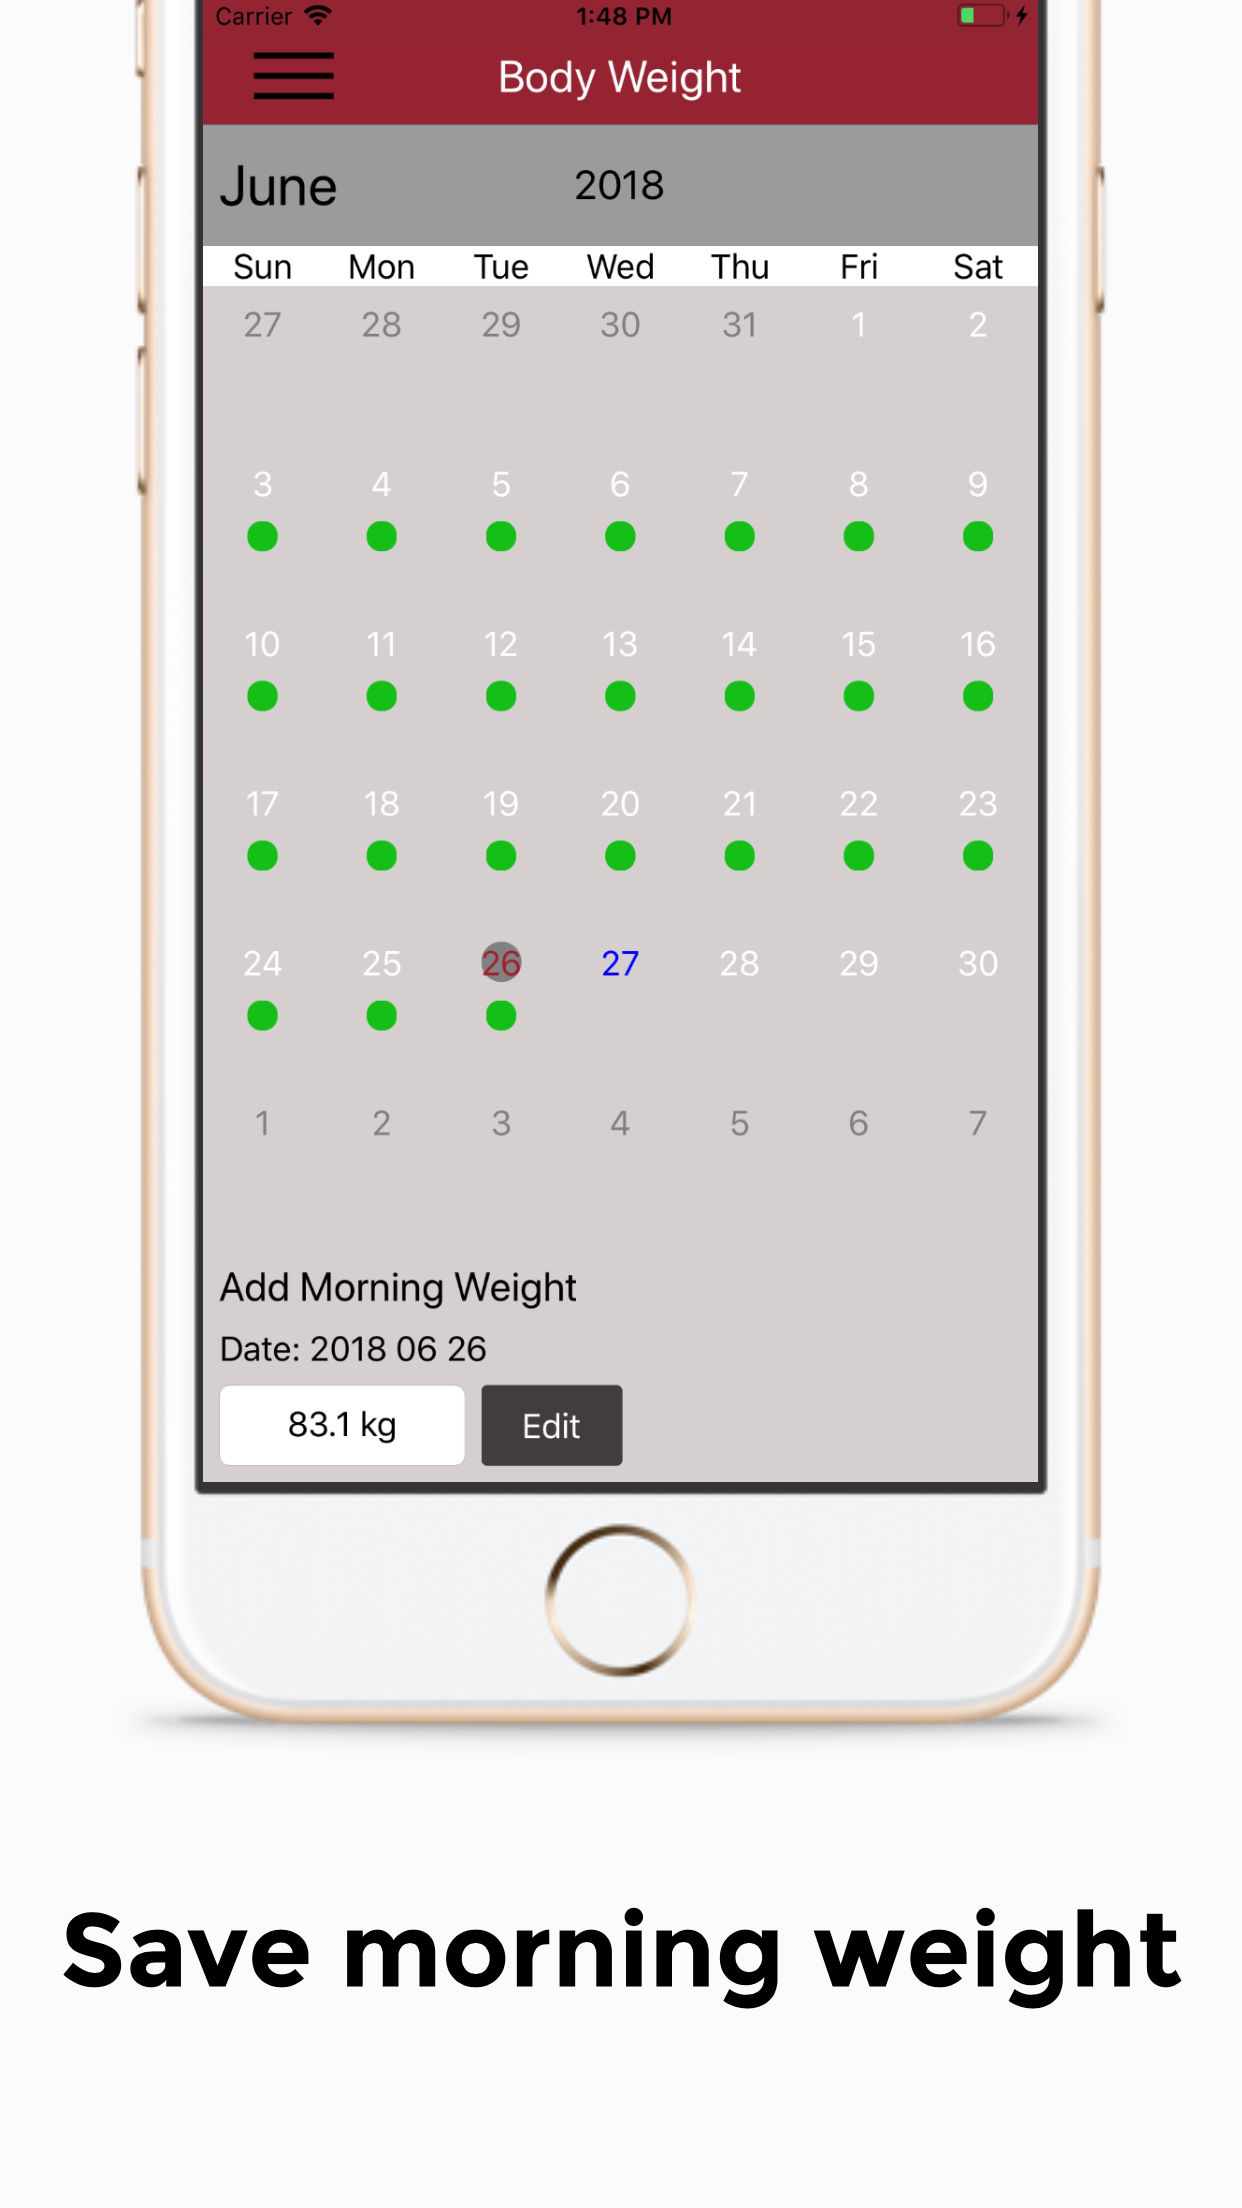 Carrier 1:48 PM
Body Weight
June 2018
Sun Mon Tue Wed Thu Fri Sat
27 28 29 30 31 1 2
3 4 5 6 7 8 9
10 11 12 13 14 15 16
17 18 19 20 21 22 23
24 25 26 27 28 29 30
1 2 3 4 5 6 7
Add Morning Weight
Date: 2018 06 26
83.1 kg Edit
Save morning weight